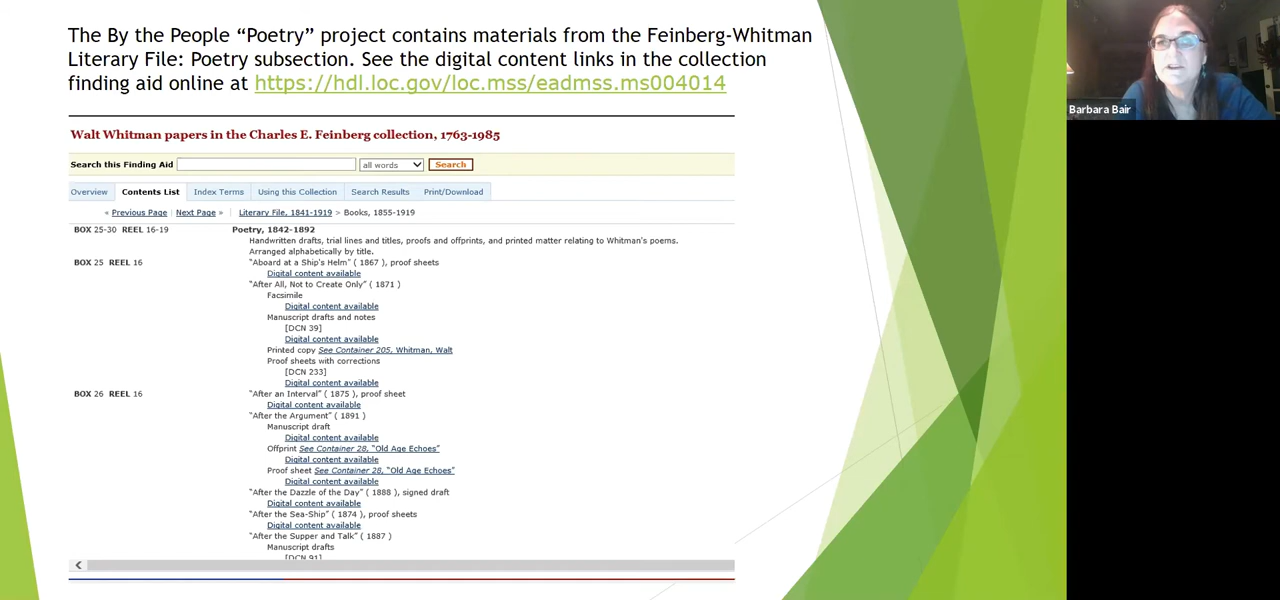 The By the People “Poetry” project contains materials from the Feinberg-Whitman
Literary File: Poetry subsection. See the digital content links in the collection
finding aid online at https://hdl.loc.gov/loc.mss/eadmss.ms004014
Barbara Bair
Walt Whitman papers in the Charles E. Feinberg collection, 1763-1985
Search this Finding Aid all words Search
Overview Contents List Index Terms Using this Collection Search Results Print/Download
« Previous Page | Next Page » | Literary File, 1841-1919 > Books, 1855-1919
BOX 25-30 REEL 16-19 Poetry, 1842-1892
Handwritten drafts, trial lines and titles, proofs and offprints, and printed matter relating to Whitman's poems.
Arranged alphabetically by title.
BOX 25 REEL 16 "Aboard at a Ship's Helm" ( 1867 ), proof sheets
Digital content available
"After All, Not to Create Only" ( 1871 )
Facsimile
Digital content available
Manuscript drafts and notes
[DCN 39]
Digital content available
Printed copy See Container 205, Whitman, Walt
Proof sheets with corrections
[DCN 233]
Digital content available
BOX 26 REEL 16 "After an Interval" ( 1875 ), proof sheet
Digital content available
"After the Argument" ( 1891 )
Manuscript draft
Digital content available
Offprint See Container 28, "Old Age Echoes"
Digital content available
Proof sheet See Container 28, "Old Age Echoes"
Digital content available
"After the Dazzle of the Day" ( 1888 ), signed draft
Digital content available
"After the Sea-Ship" ( 1874 ), proof sheets
Digital content available
"After the Supper and Talk" ( 1887 )
Manuscript drafts
[DCN 91]